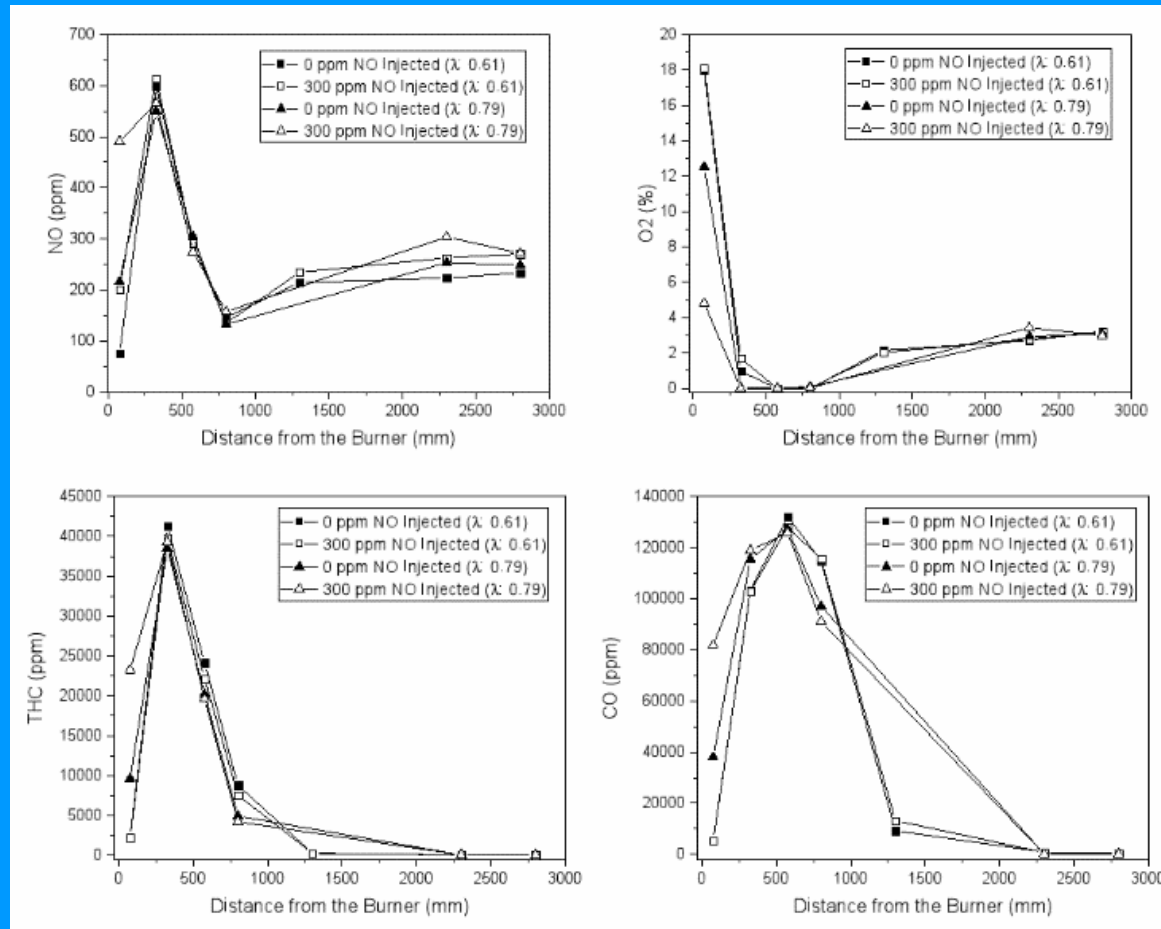 700
600
500
400
300
200
100
0
NO (ppm)
0 ppm NO Injected (λ: 0.61)
300 ppm NO Injected (λ: 0.61)
0 ppm NO Injected (λ: 0.79)
300 ppm NO Injected (λ: 0.79)
0 500 1000 1500 2000 2500 3000
Distance from the Burner (mm)
20
18
16
14
12
10
8
6
4
2
0
O2 (%)
0 ppm NO Injected (λ: 0.61)
300 ppm NO Injected (λ: 0.61)
0 ppm NO Injected (λ: 0.79)
300 ppm NO Injected (λ: 0.79)
0 500 1000 1500 2000 2500 3000
Distance from the Burner (mm)
45000
40000
35000
30000
25000
20000
15000
10000
5000
0
THC (ppm)
0 ppm NO Injected (λ: 0.61)
300 ppm NO Injected (λ: 0.61)
0 ppm NO Injected (λ: 0.79)
300 ppm NO Injected (λ: 0.79)
0 500 1000 1500 2000 2500 3000
Distance from the Burner (mm)
140000
120000
100000
80000
60000
40000
20000
0
CO (ppm)
0 ppm NO Injected (λ: 0.61)
300 ppm NO Injected (λ: 0.61)
0 ppm NO Injected (λ: 0.79)
300 ppm NO Injected (λ: 0.79)
0 500 1000 1500 2000 2500 3000
Distance from the Burner (mm)